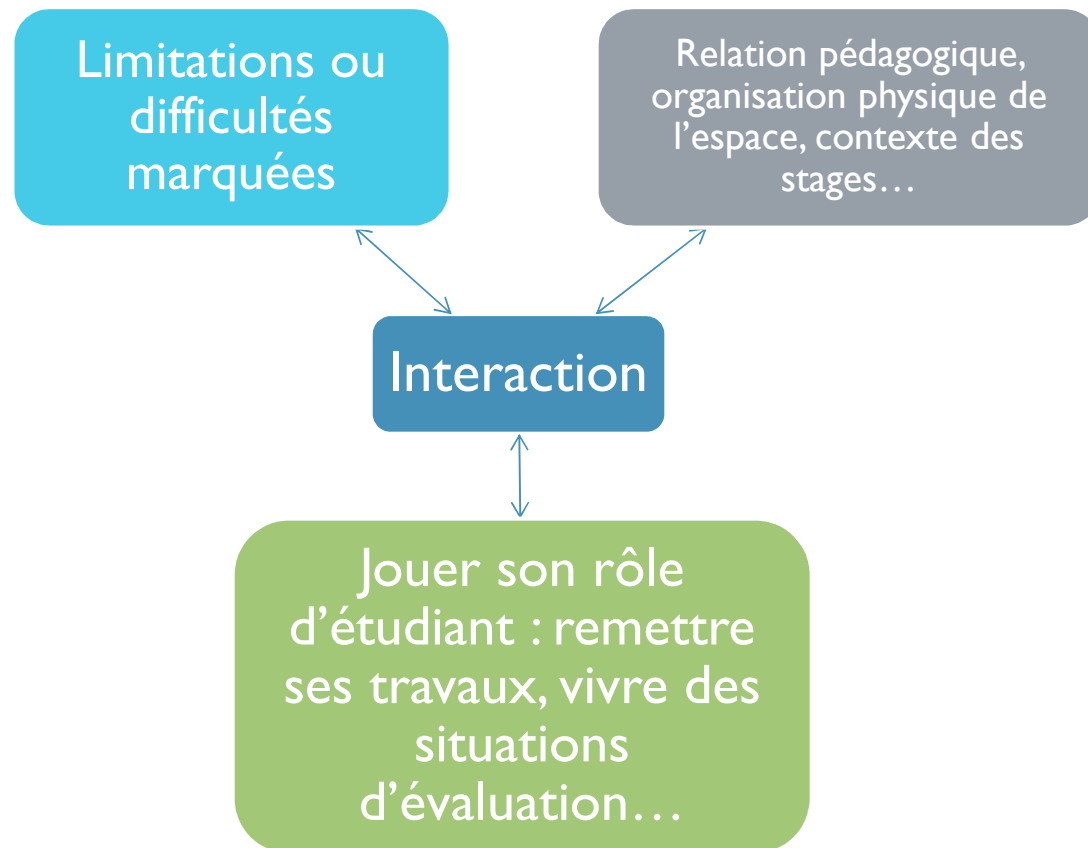 Limitations ou
difficultés
marquées
Relation pédagogique,
organisation physique de
l’espace, contexte des
stages…
Interaction
Jouer son rôle
d’étudiant : remettre
ses travaux, vivre des
situations
d’évaluation…